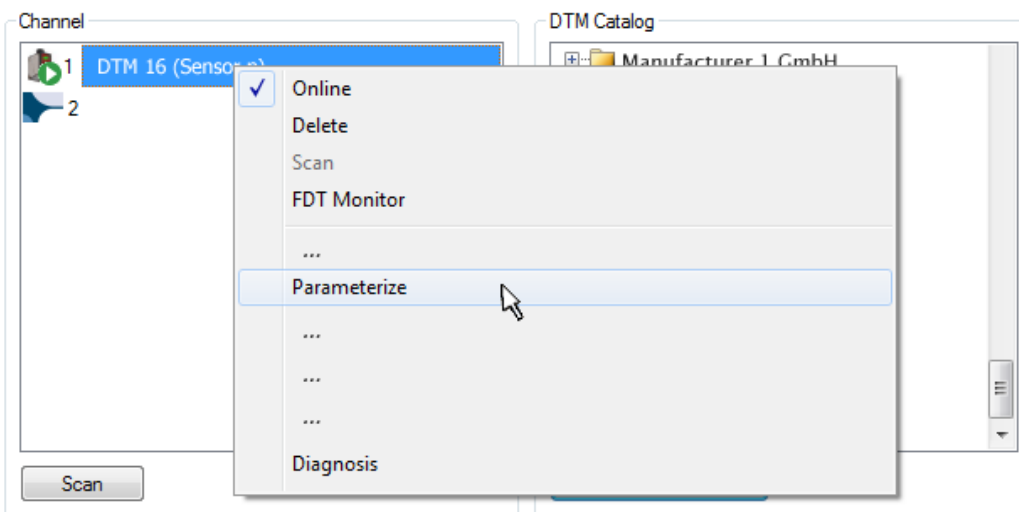 Channel
DTM Catalog
1 DTM 16 (Sensor n)
Manufacturer 1 GmbH
2
Online
Delete
Scan
FDT Monitor
...
Parameterize
...
...
...
Diagnosis
Scan